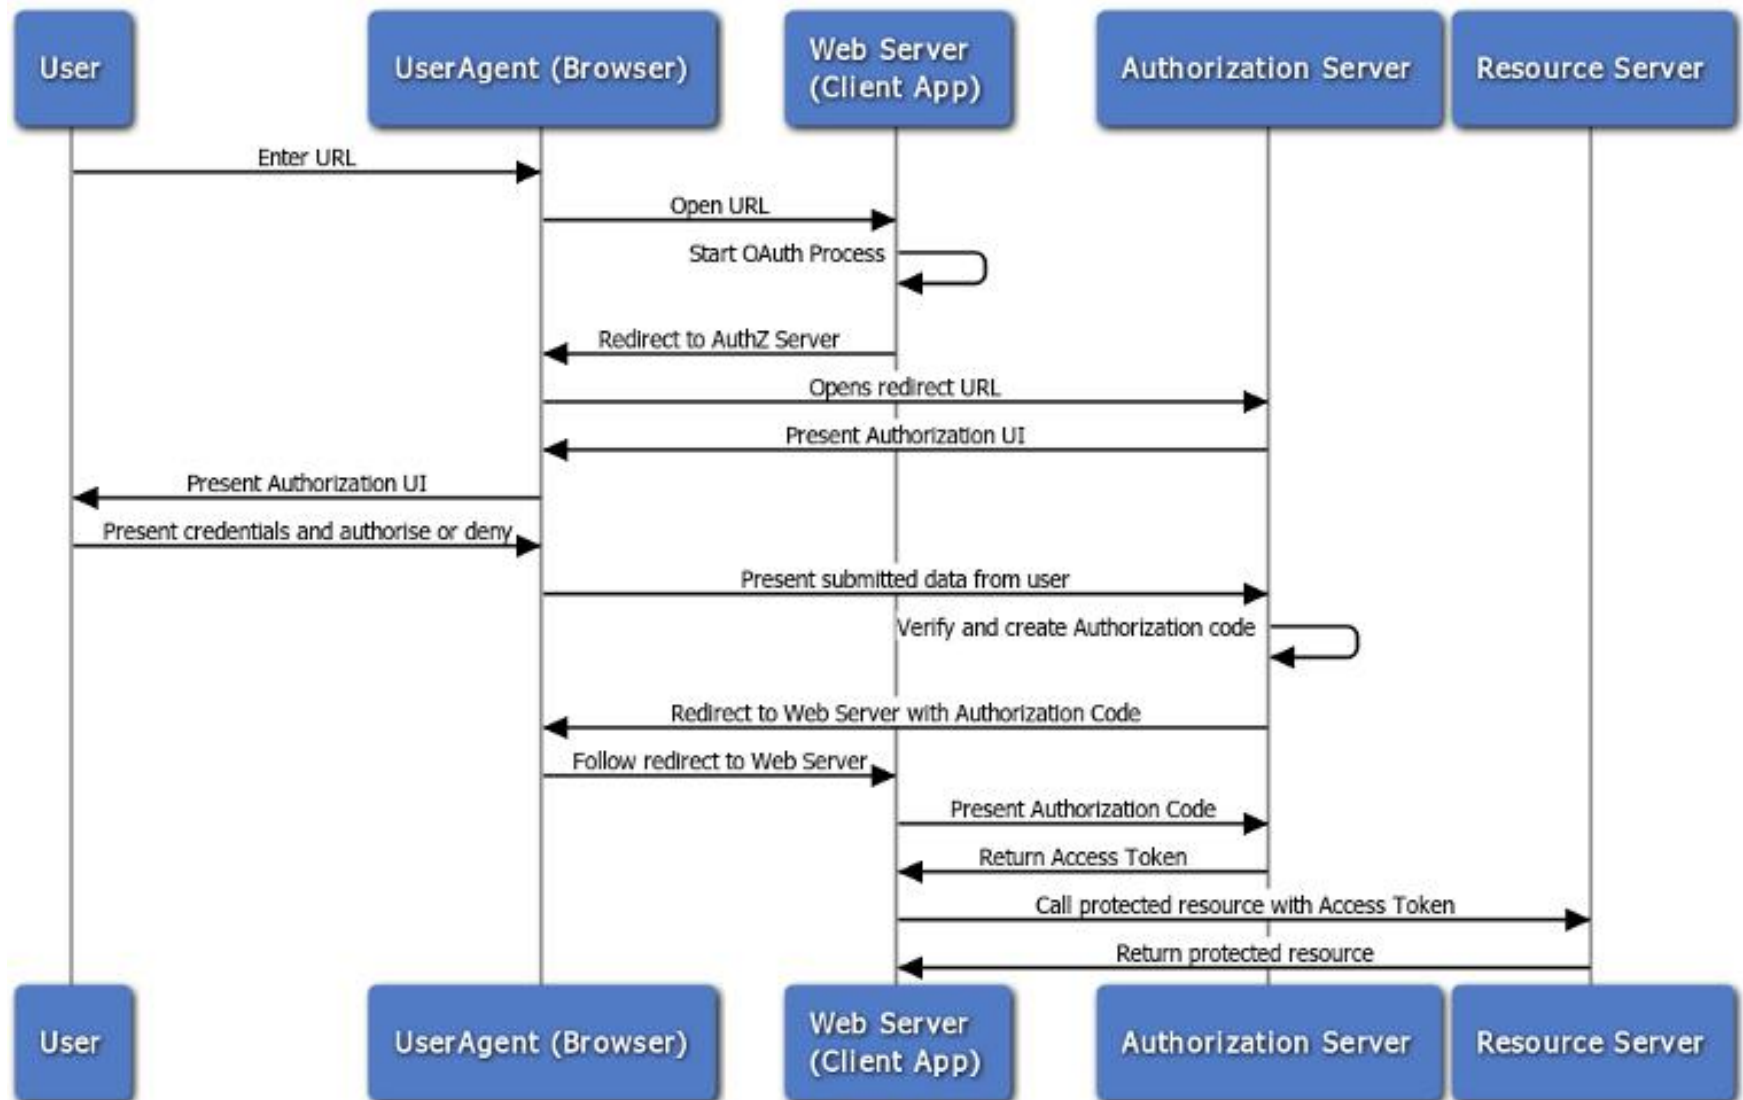 User
UserAgent (Browser)
Web Server
(Client App)
Authorization Server
Resource Server
Enter URL
Open URL
Start OAuth Process
Redirect to AuthZ Server
Opens redirect URL
Present Authorization UI
Present Authorization UI
Present credentials and authorise or deny
Present submitted data from user
Verify and create Authorization code
Redirect to Web Server with Authorization Code
Follow redirect to Web Server
Present Authorization Code
Return Access Token
Call protected resource with Access Token
Return protected resource
User
UserAgent (Browser)
Web Server
(Client App)
Authorization Server
Resource Server